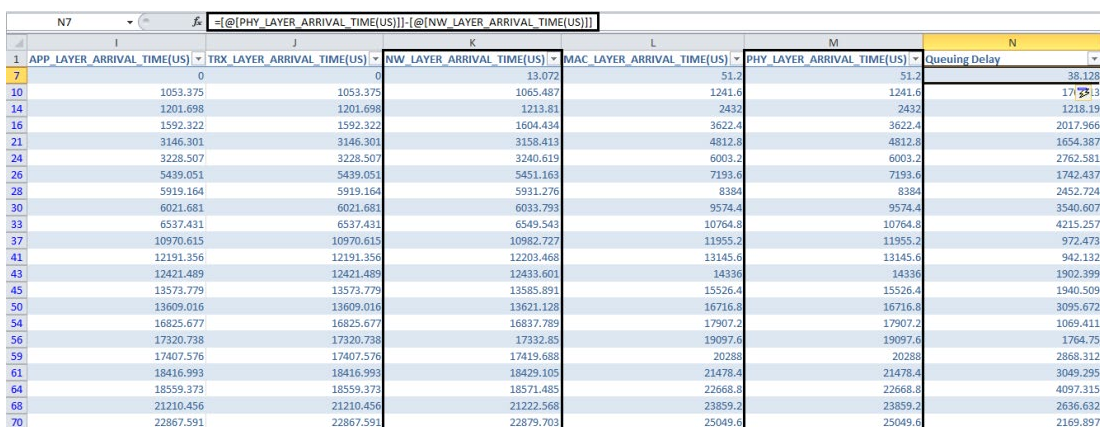 N7 fx =[@[PHY_LAYER_ARRIVAL_TIME(US)]]-[@[NW_LAYER_ARRIVAL_TIME(US)]]
I J K L M N
1 APP_LAYER_ARRIVAL_TIME(US) TRX_LAYER_ARRIVAL_TIME(US) NW_LAYER_ARRIVAL_TIME(US) MAC_LAYER_ARRIVAL_TIME(US) PHY_LAYER_ARRIVAL_TIME(US) Queuing Delay
7 0 0 13.072 51.2 51.2 38.128
10 1053.375 1053.375 1065.487 1241.6 1241.6
14 1201.698 1201.698 1213.81 2432 2432 1218.19
16 1592.322 1592.322 1604.434 3622.4 3622.4 2017.966
21 3146.301 3146.301 3158.413 4812.8 4812.8 1654.387
24 3228.507 3228.507 3240.619 6003.2 6003.2 2762.581
26 5439.051 5439.051 5451.163 7193.6 7193.6 1742.437
28 5919.164 5919.164 5931.276 8384 8384 2452.724
30 6021.681 6021.681 6033.793 9574.4 9574.4 3540.607
33 6537.431 6537.431 6549.543 10764.8 10764.8 4215.257
37 10970.615 10970.615 10982.727 11955.2 11955.2 972.473
41 12191.356 12191.356 12203.468 13145.6 13145.6 942.132
43 12421.489 12421.489 12433.601 14336 14336 1902.399
45 13573.779 13573.779 13585.891 15526.4 15526.4 1940.509
50 13609.016 13609.016 13621.128 16716.8 16716.8 3095.672
54 16825.677 16825.677 16837.789 17907.2 17907.2 1069.411
56 17320.738 17320.738 17332.85 19097.6 19097.6 1764.75
59 17407.576 17407.576 17419.688 20288 20288 2868.312
61 18416.993 18416.993 18429.105 21478.4 21478.4 3049.295
64 18559.373 18559.373 18571.485 22668.8 22668.8 4097.315
68 21210.456 21210.456 21222.568 23859.2 23859.2 2636.632
70 22867.591 22867.591 22879.703 25049.6 25049.6 2169.897